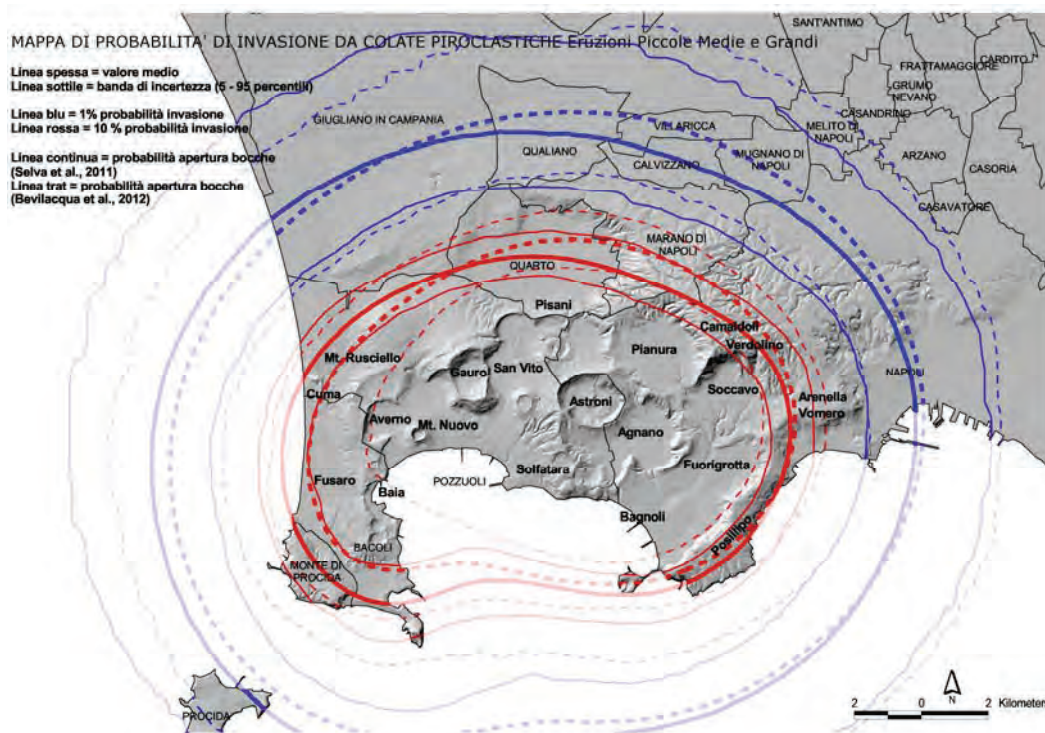 MAPPA DI PROBABILITA' DI INVASIONE DA COLATE PIROCLASTICHE Eruzioni Piccole Medie e Grandi
Linea spessa = valore medio
Linea sottile = banda di incertezza (5 - 95 percentili)
Linea blu = 1% probabilità invasione
Linea rossa = 10 % probabilità invasione
Linea continua = probabilità apertura bocche
(Selva et al., 2011)
Linea trat = probabilità apertura bocche
(Bevilacqua et al., 2012)
SANT'ANTIMO
FRATTAMAGGIORE
CARDITO
GRUMO
NEVANO
CASANDRINO
GIUGLIANO IN CAMPANIA
VILLARICCA
MELITO DI
NAPOLI
QUALIANO
CALVIZZANO
MUGNANO DI
NAPOLI
ARZANO
CASORIA
CASAVATORE
MARANO DI
NAPOLI
QUARTO
Pisani
Camaldoli
Verdolino
Pianura
Mt. Rusciello
San Vito
Gauro
NAPOLI
Soccavo
Cuma
Astroni
Arenella
Vomero
Averno
Mt. Nuovo
Agnano
Fuorigrotta
Solfatara
Fusaro
POZZUOLI
Baia
Bagnoli
Posillipo
BACOLI
MONTE DI
PROCIDA
PROCIDA
N
2 0 2 Kilometers